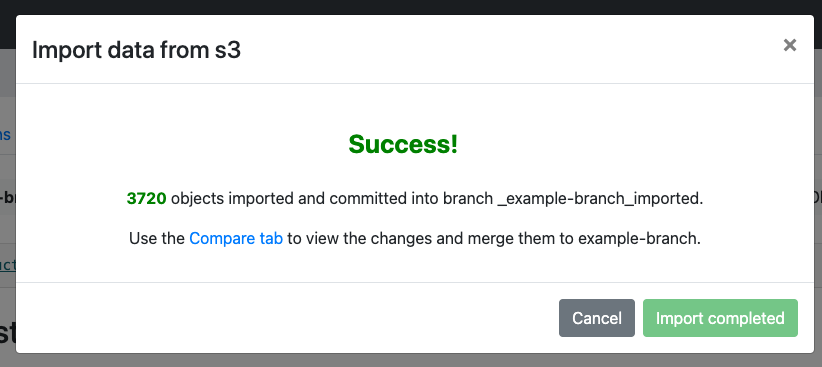 Import data from s3
×
Success!
3720 objects imported and committed into branch _example-branch_imported.
Use the Compare tab to view the changes and merge them to example-branch.
Cancel
Import completed